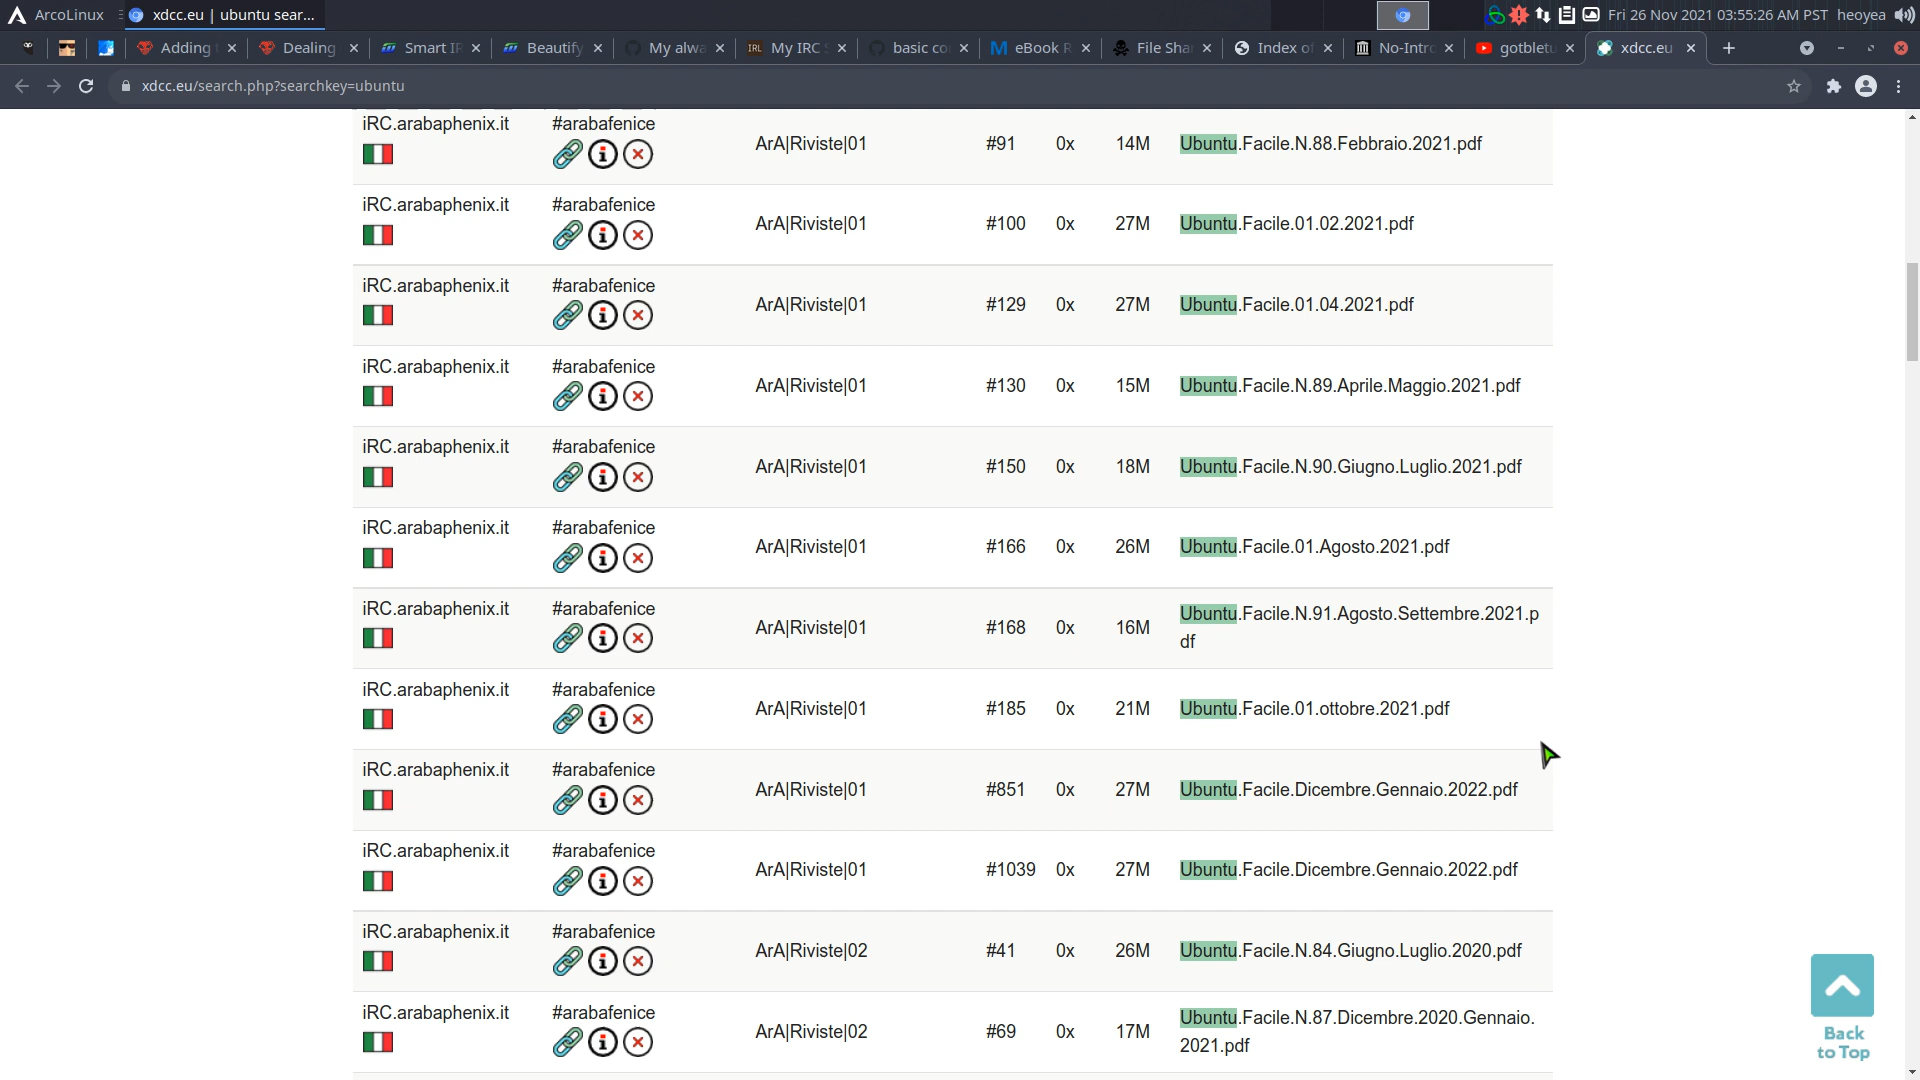 ArcoLinux
xdcc.eu | ubuntu sear...
Fri 26 Nov 2021 03:55:26 AM PST heoyea
Adding
Dealing
Smart IR
Beautify
My alwa
IRL My IRC S
basic co
M eBook R
File Shar
Index of
No-Intro
gotbletu
xdcc.eu
xdcc.eu/search.php?searchkey=ubuntu
iRC.arabaphenix.it #arabafenice ArA|Riviste|01 #91 0x 14M Ubuntu.Facile.N.88.Febbraio.2021.pdf
iRC.arabaphenix.it #arabafenice ArA|Riviste|01 #100 0x 27M Ubuntu.Facile.01.02.2021.pdf
iRC.arabaphenix.it #arabafenice ArA|Riviste|01 #129 0x 27M Ubuntu.Facile.01.04.2021.pdf
iRC.arabaphenix.it #arabafenice ArA|Riviste|01 #130 0x 15M Ubuntu.Facile.N.89.Aprile.Maggio.2021.pdf
iRC.arabaphenix.it #arabafenice ArA|Riviste|01 #150 0x 18M Ubuntu.Facile.N.90.Giugno.Luglio.2021.pdf
iRC.arabaphenix.it #arabafenice ArA|Riviste|01 #166 0x 26M Ubuntu.Facile.01.Agosto.2021.pdf
iRC.arabaphenix.it #arabafenice ArA|Riviste|01 #168 0x 16M Ubuntu.Facile.N.91.Agosto.Settembre.2021.p
df
iRC.arabaphenix.it #arabafenice ArA|Riviste|01 #185 0x 21M Ubuntu.Facile.01.ottobre.2021.pdf
iRC.arabaphenix.it #arabafenice ArA|Riviste|01 #851 0x 27M Ubuntu.Facile.Dicembre.Gennaio.2022.pdf
iRC.arabaphenix.it #arabafenice ArA|Riviste|01 #1039 0x 27M Ubuntu.Facile.Dicembre.Gennaio.2022.pdf
iRC.arabaphenix.it #arabafenice ArA|Riviste|02 #41 0x 26M Ubuntu.Facile.N.84.Giugno.Luglio.2020.pdf
iRC.arabaphenix.it #arabafenice ArA|Riviste|02 #69 0x 17M Ubuntu.Facile.N.87.Dicembre.2020.Gennaio.
2021.pdf
Back
to Top